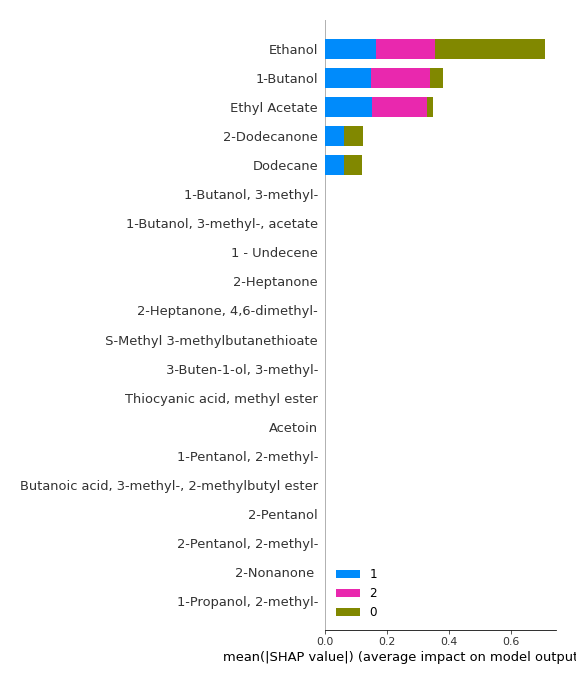 Ethanol
1-Butanol
Ethyl Acetate
2-Dodecanone
Dodecane
1-Butanol, 3-methyl-
1-Butanol, 3-methyl-, acetate
1 - Undecene
2-Heptanone
2-Heptanone, 4,6-dimethyl-
S-Methyl 3-methylbutanethioate
3-Buten-1-ol, 3-methyl-
Thiocyanic acid, methyl ester
Acetoin
1-Pentanol, 2-methyl-
Butanoic acid, 3-methyl-, 2-methylbutyl ester
2-Pentanol
2-Pentanol, 2-methyl-
2-Nonanone
1-Propanol, 2-methyl-
1
2
0
0.0 0.2 0.4 0.6
mean(|SHAP value|) (average impact on model output